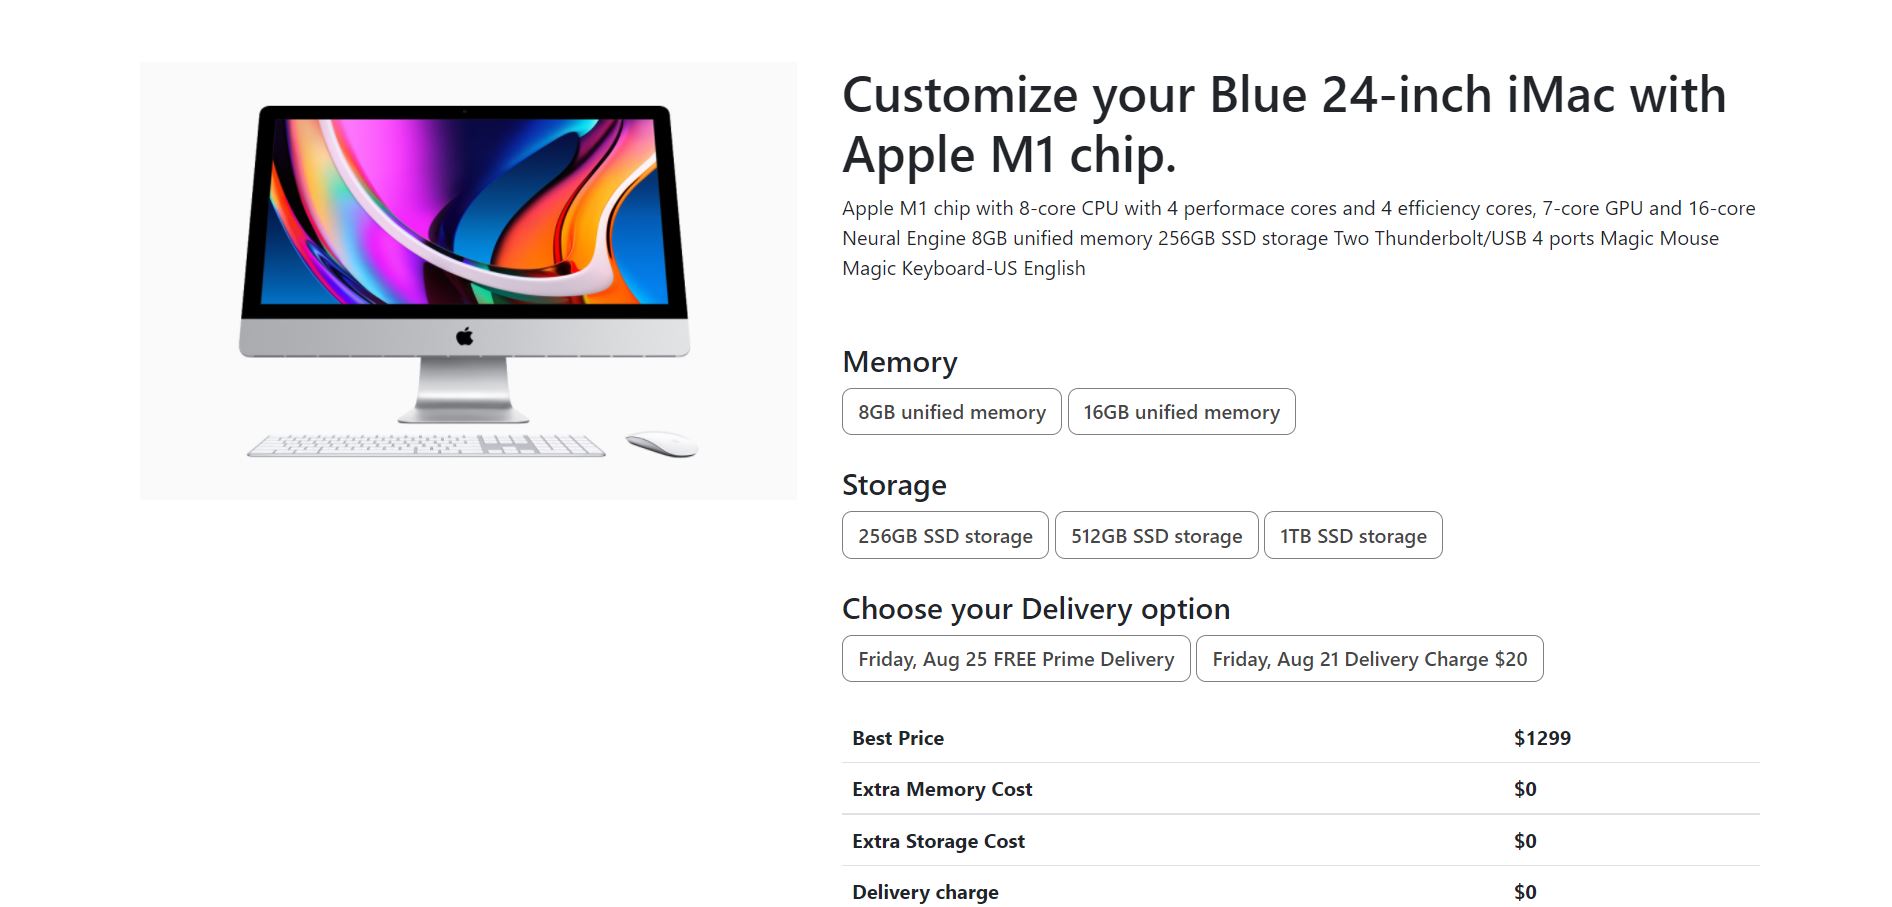 Customize your Blue 24-inch iMac with
Apple M1 chip.
Apple M1 chip with 8-core CPU with 4 performace cores and 4 efficiency cores, 7-core GPU and 16-core
Neural Engine 8GB unified memory 256GB SSD storage Two Thunderbolt/USB 4 ports Magic Mouse
Magic Keyboard-US English
Memory
8GB unified memory 16GB unified memory
Storage
256GB SSD storage 512GB SSD storage 1TB SSD storage
Choose your Delivery option
Friday, Aug 25 FREE Prime Delivery Friday, Aug 21 Delivery Charge $20
Best Price $1299
Extra Memory Cost $0
Extra Storage Cost $0
Delivery charge $0